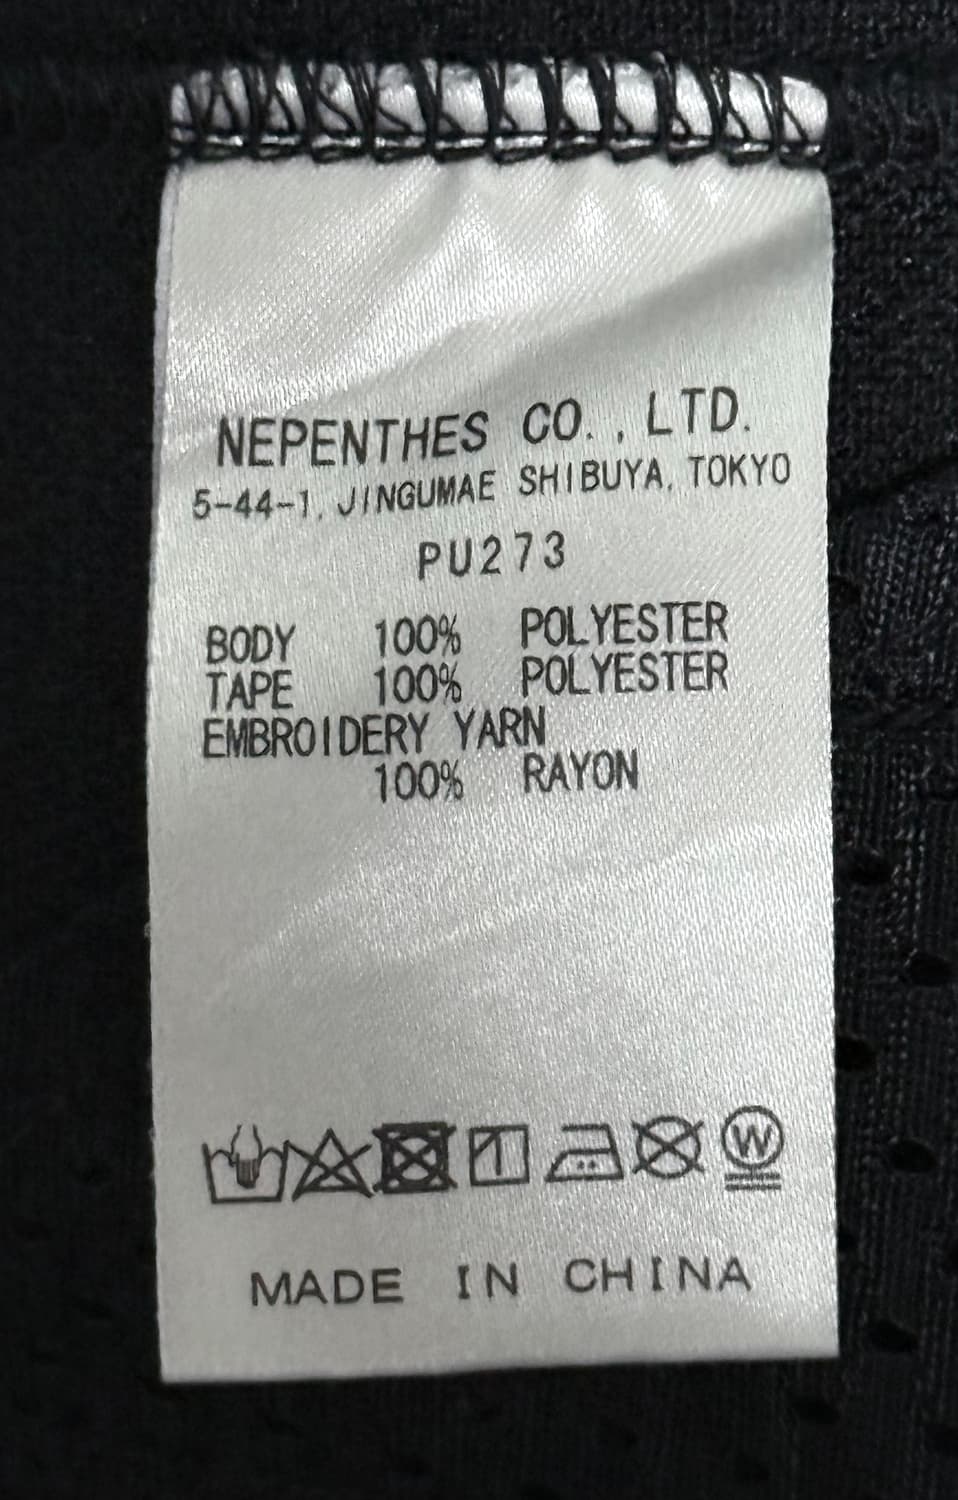 NEPENTHES CO., LTD.
5-44-1, JINGUMAE SHIBUYA, TOKYO
PU273
BODY 100% POLYESTER
TAPE 100% POLYESTER
EMBROIDERY YARN
100% RAYON
W
MADE IN CHINA